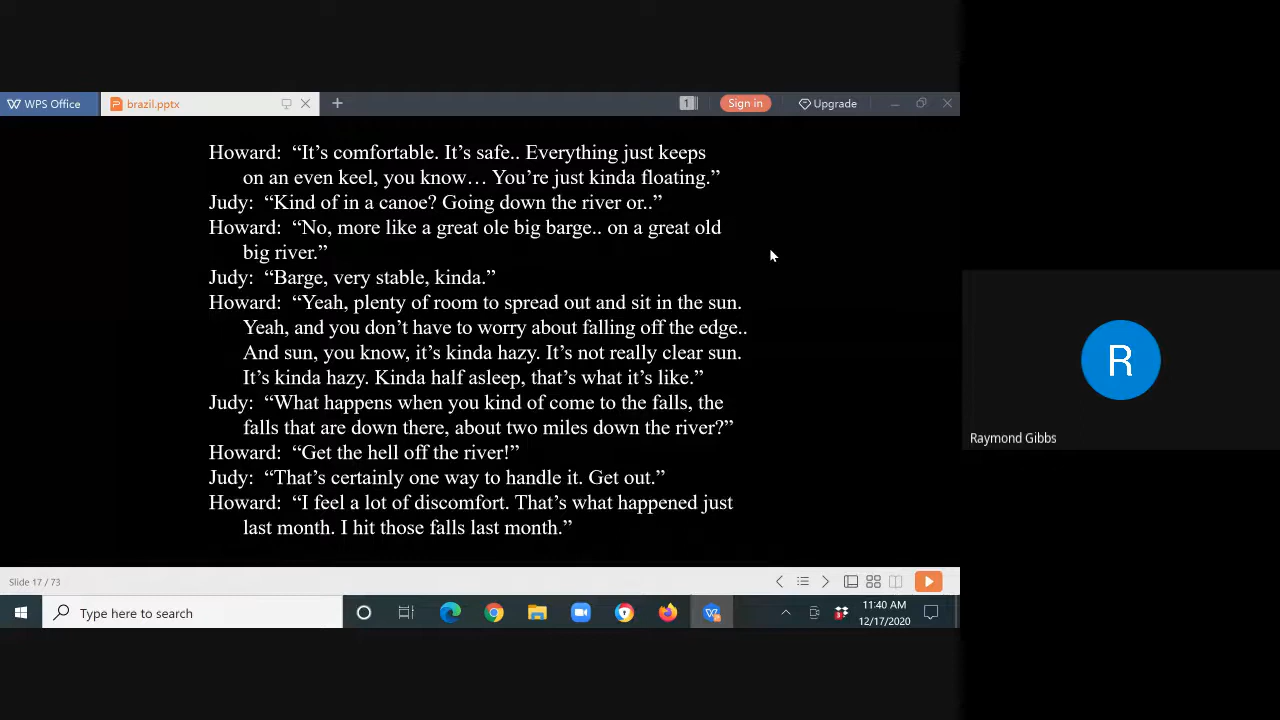 WPS Office
brazil.pptx
1
Sign in
Upgrade
Howard: “It’s comfortable. It’s safe.. Everything just keeps
on an even keel, you know… You’re just kinda floating.”
Judy: “Kind of in a canoe? Going down the river or..”
Howard: “No, more like a great ole big barge.. on a great old
big river.”
Judy: “Barge, very stable, kinda.”
Howard: “Yeah, plenty of room to spread out and sit in the sun.
Yeah, and you don’t have to worry about falling off the edge..
And sun, you know, it’s kinda hazy. It’s not really clear sun.
It’s kinda hazy. Kinda half asleep, that’s what it’s like.”
Judy: “What happens when you kind of come to the falls, the
falls that are down there, about two miles down the river?”
Howard: “Get the hell off the river!”
Judy: “That’s certainly one way to handle it. Get out.”
Howard: “I feel a lot of discomfort. That’s what happened just
last month. I hit those falls last month.”
R
Raymond Gibbs
Slide 17 / 73
Type here to search
11:40 AM
12/17/2020